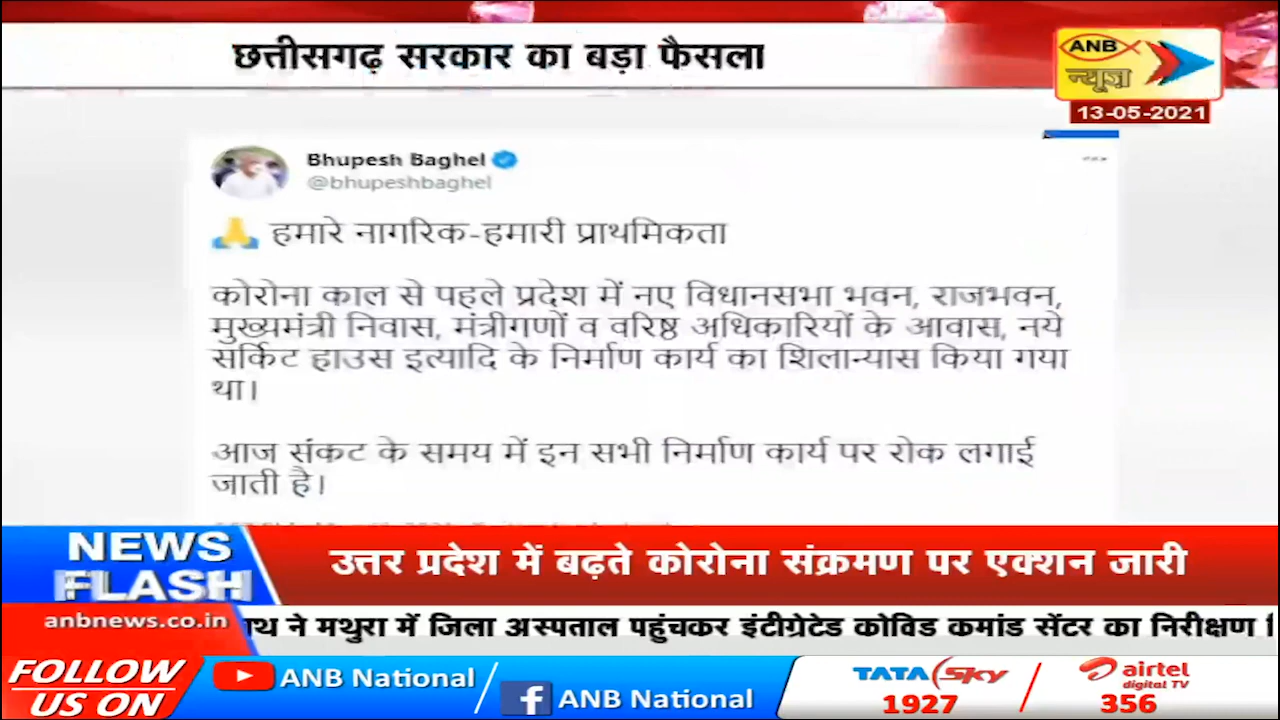 छत्तीसगढ़ सरकार का बड़ा फैसला
ANB
न्यूज़
13-05-2021
Bhupesh Baghel
@bhupeshbaghel
🙏 हमारे नागरिक-हमारी प्राथमिकता
कोरोना काल से पहले प्रदेश में नए विधानसभा भवन, राजभवन,
मुख्यमंत्री निवास, मंत्रीगणों व वरिष्ठ अधिकारियों के आवास, नये
सर्किट हाउस इत्यादि के निर्माण कार्य का शिलान्यास किया गया
था।
आज संकट के समय में इन सभी निर्माण कार्य पर रोक लगाई
जाती है।
NEWS
FLASH
उत्तर प्रदेश में बढ़ते कोरोना संक्रमण पर एक्शन जारी
anbnews.co.in
ने मथुरा में जिला अस्पताल पहुंचकर इंटीग्रेटेड कोविड कमांड सेंटर का निरीक्षण
FOLLOW
US ON
ANB National
ANB National
TATA sky
1927
airtel
digital TV
356